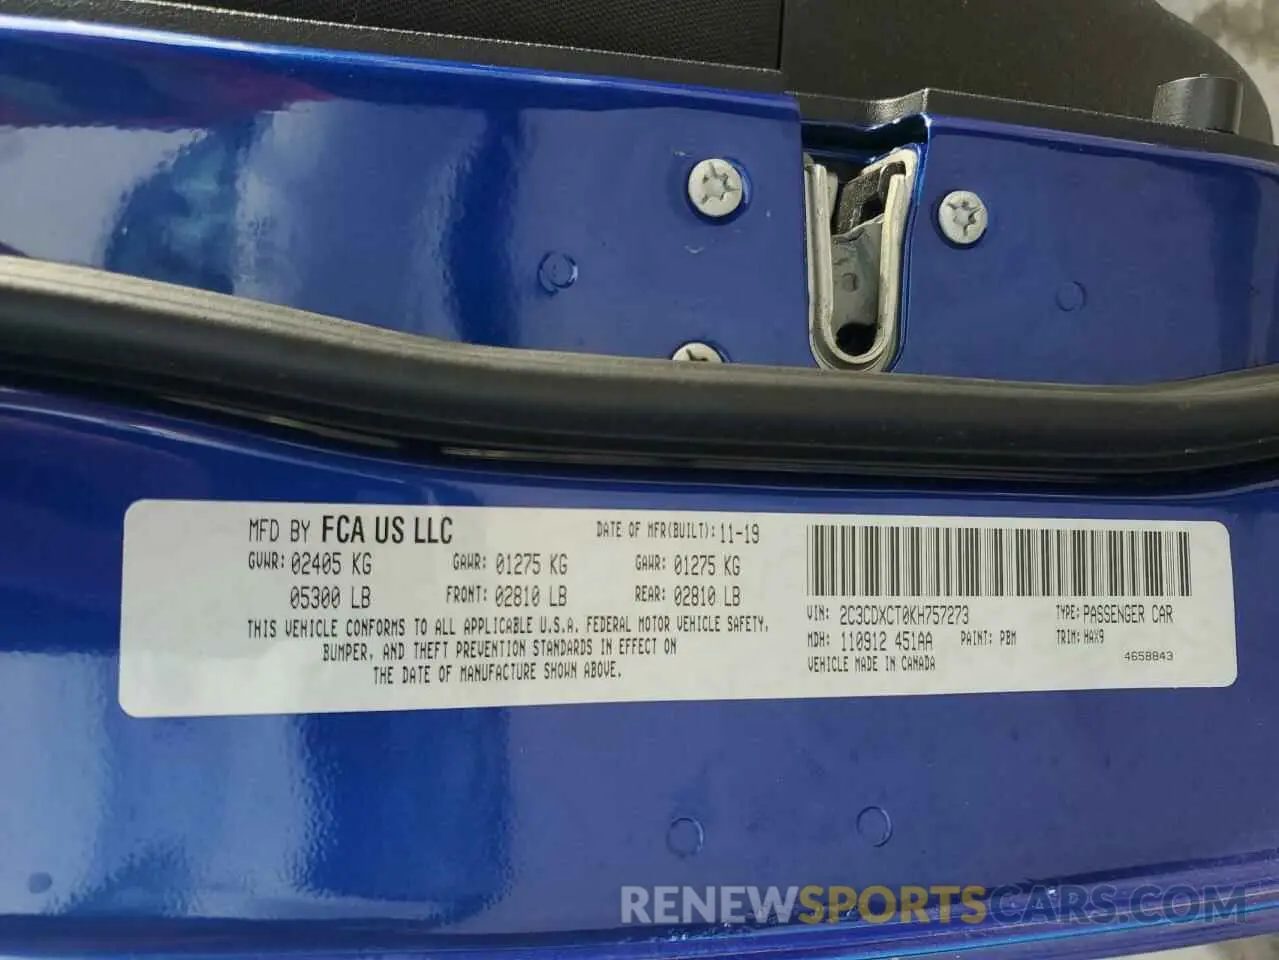 MFD BY FCA US LLC DATE OF MFR(BUILT): 11-19
GVWR: 02405 KG GAWR: 01275 KG GAWR: 01275 KG
05300 LB FRONT: 02810 LB REAR: 02810 LB
THIS VEHICLE CONFORMS TO ALL APPLICABLE U.S.A. FEDERAL MOTOR VEHICLE SAFETY,
BUMPER, AND THEFT PREVENTION STANDARDS IN EFFECT ON
THE DATE OF MANUFACTURE SHOWN ABOVE.
VIN: 2C3CDXCT0KH757273 TYPE: PASSENGER CAR
MDH: 110912 451AA PAINT: PBM TRIM: HAX9
VEHICLE MADE IN CANADA 4658843
RENEWSPORTSCARS.COM